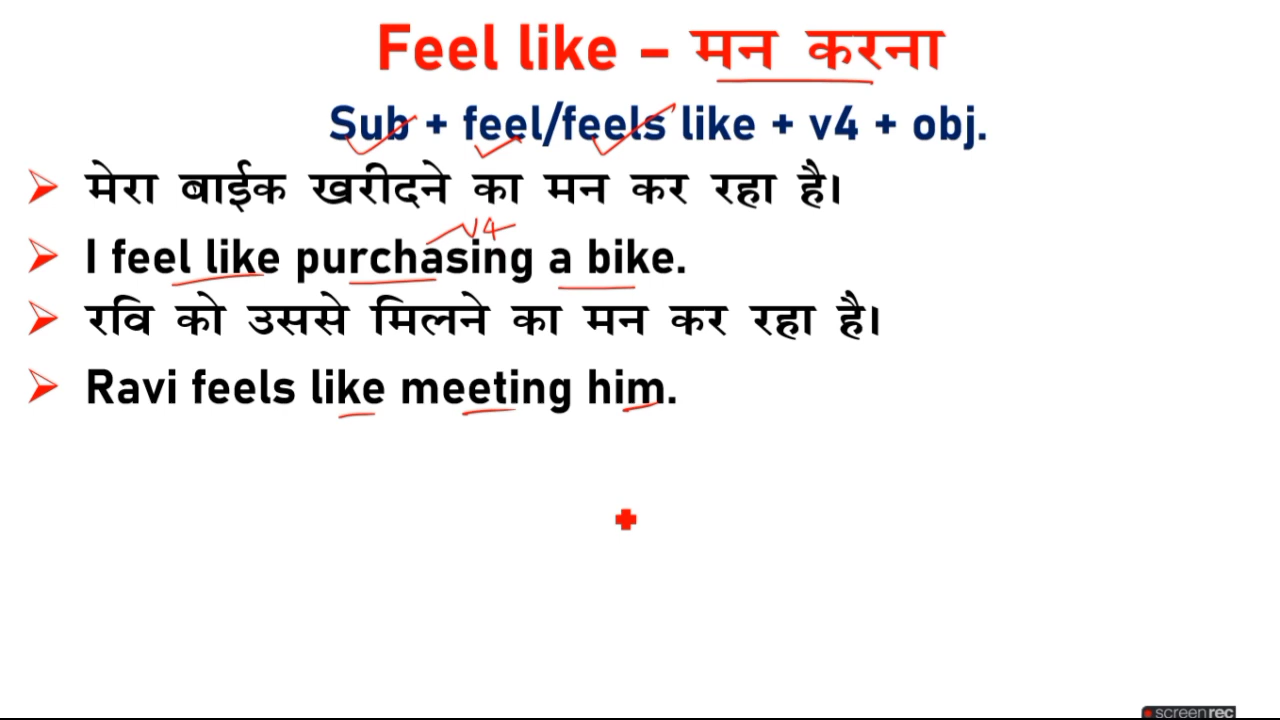 Feel like – मन करना
Sub + feel/feels like + v4 + obj.
मेरा बाईक खरीदने का मन कर रहा है।
v4
I feel like purchasing a bike.
रवि को उससे मिलने का मन कर रहा है।
Ravi feels like meeting him.
screenrec